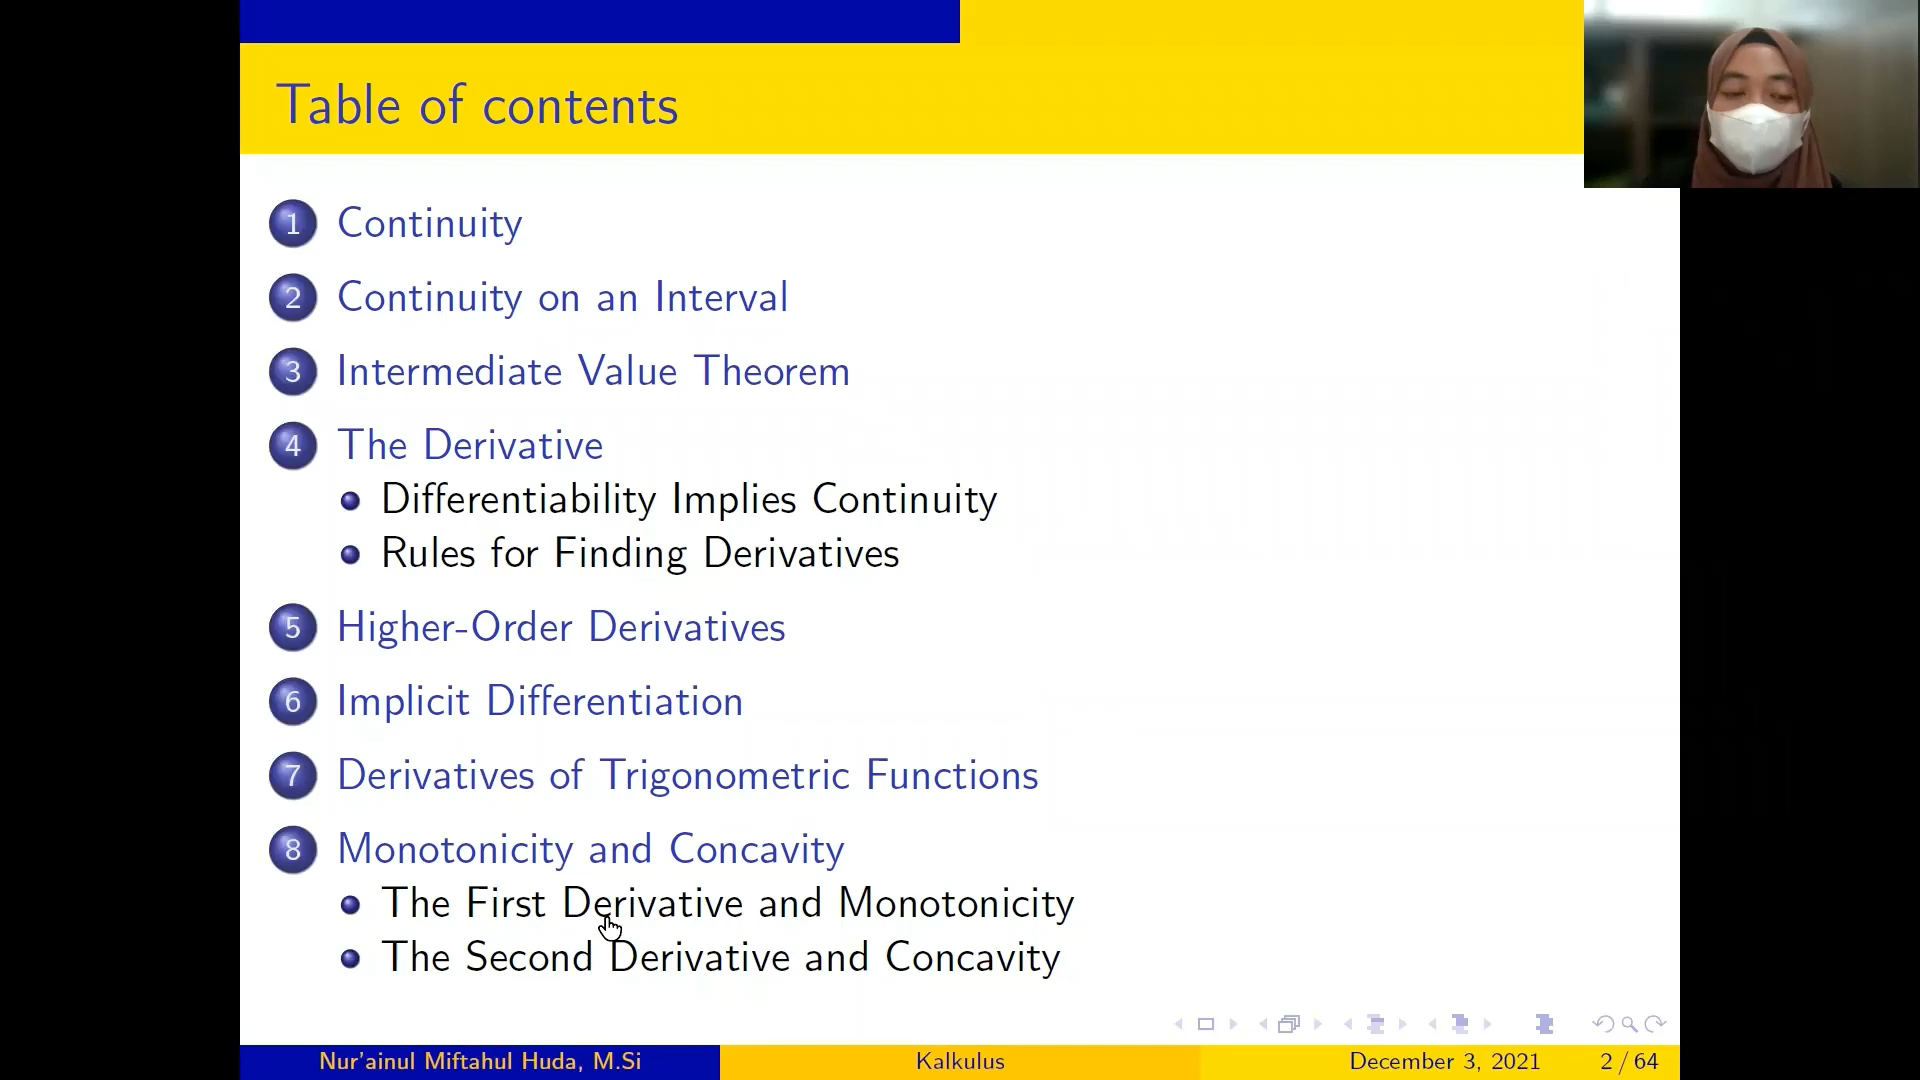 Table of contents
1 Continuity
2 Continuity on an Interval
3 Intermediate Value Theorem
4 The Derivative
Differentiability Implies Continuity
Rules for Finding Derivatives
5 Higher-Order Derivatives
6 Implicit Differentiation
7 Derivatives of Trigonometric Functions
8 Monotonicity and Concavity
The First Derivative and Monotonicity
The Second Derivative and Concavity
Nur'ainul Miftahul Huda, M.Si Kalkulus December 3, 2021 2 / 64